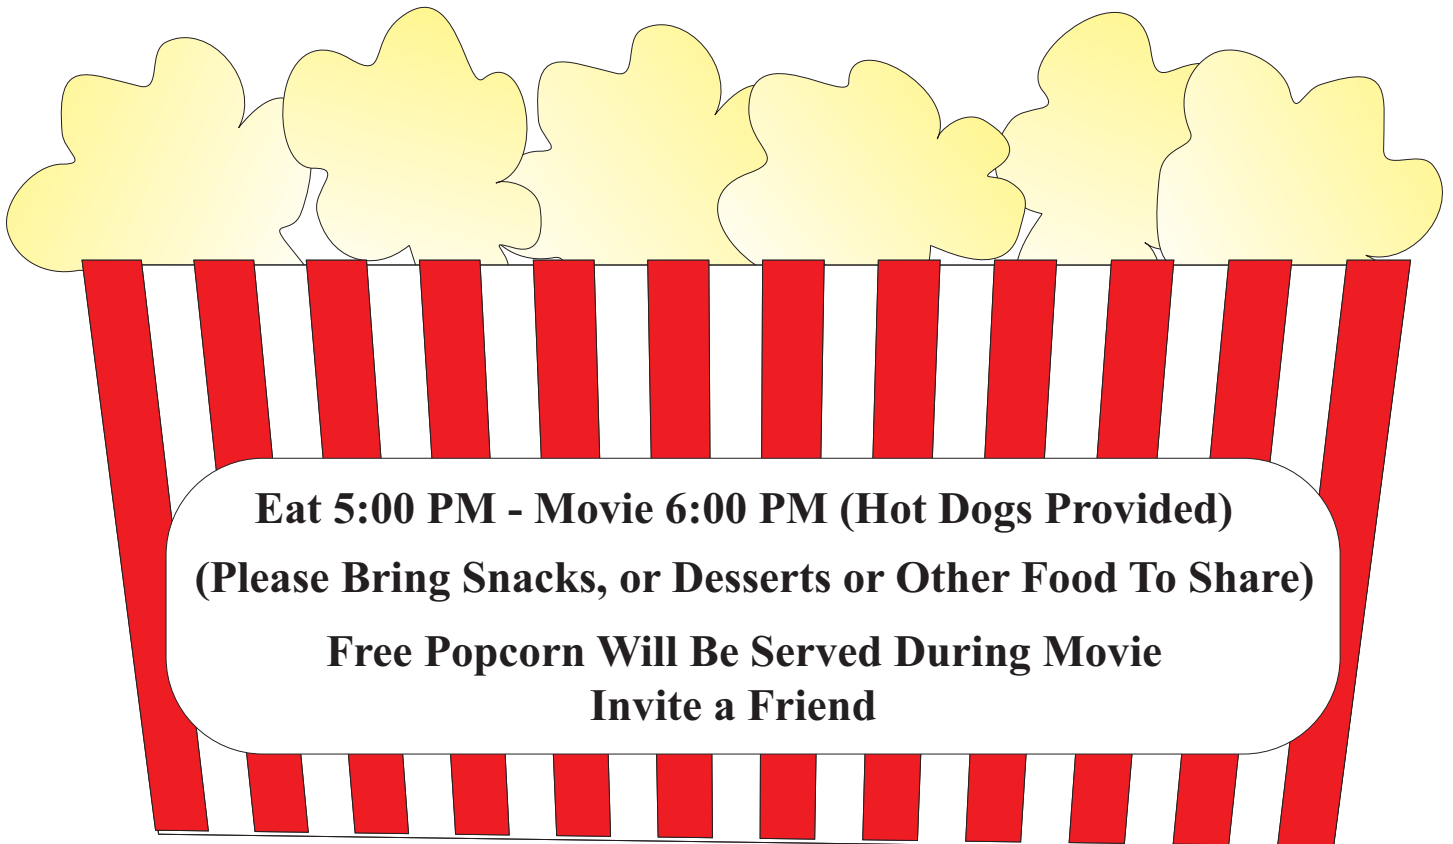 Eat 5:00 PM - Movie 6:00 PM (Hot Dogs Provided)
(Please Bring Snacks, or Desserts or Other Food To Share)
Free Popcorn Will Be Served During Movie
Invite a Friend